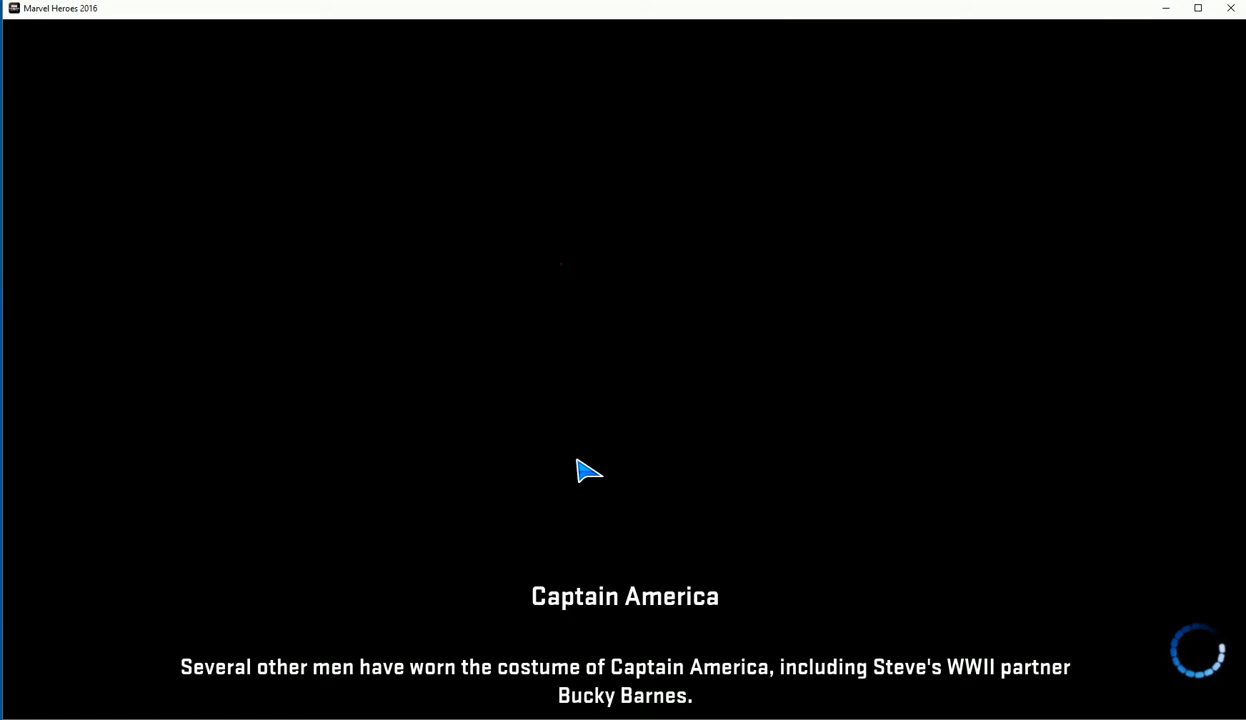 Marvel Heroes 2016
Captain America
Several other men have worn the costume of Captain America, including Steve's WWII partner
Bucky Barnes.